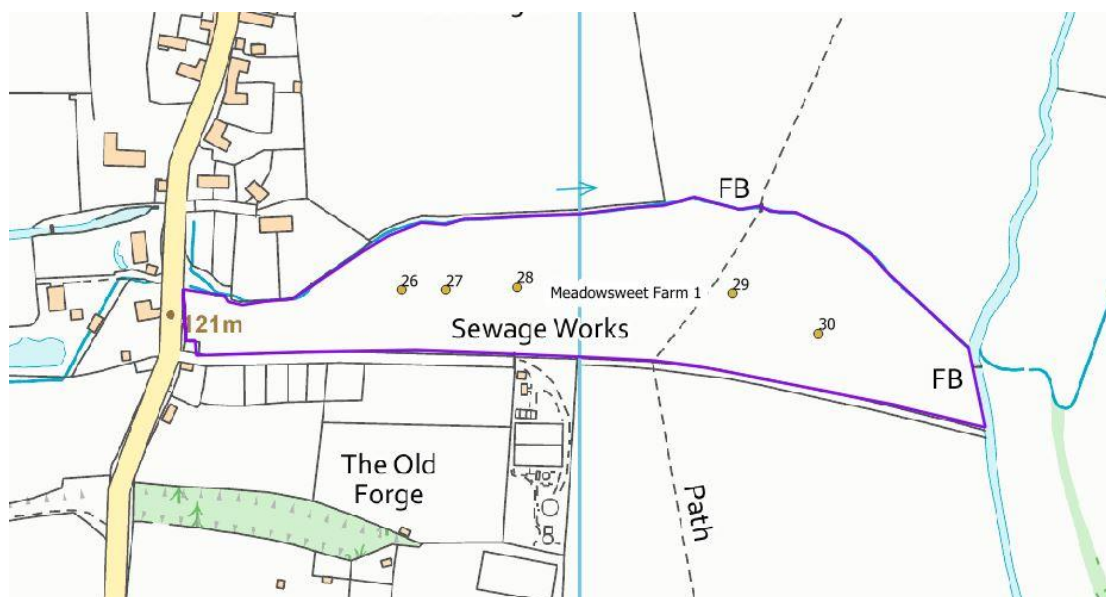 FB
26
27
28
29
Meadowsweet Farm 1
121m
Sewage Works
30
FB
The Old
Forge
Path